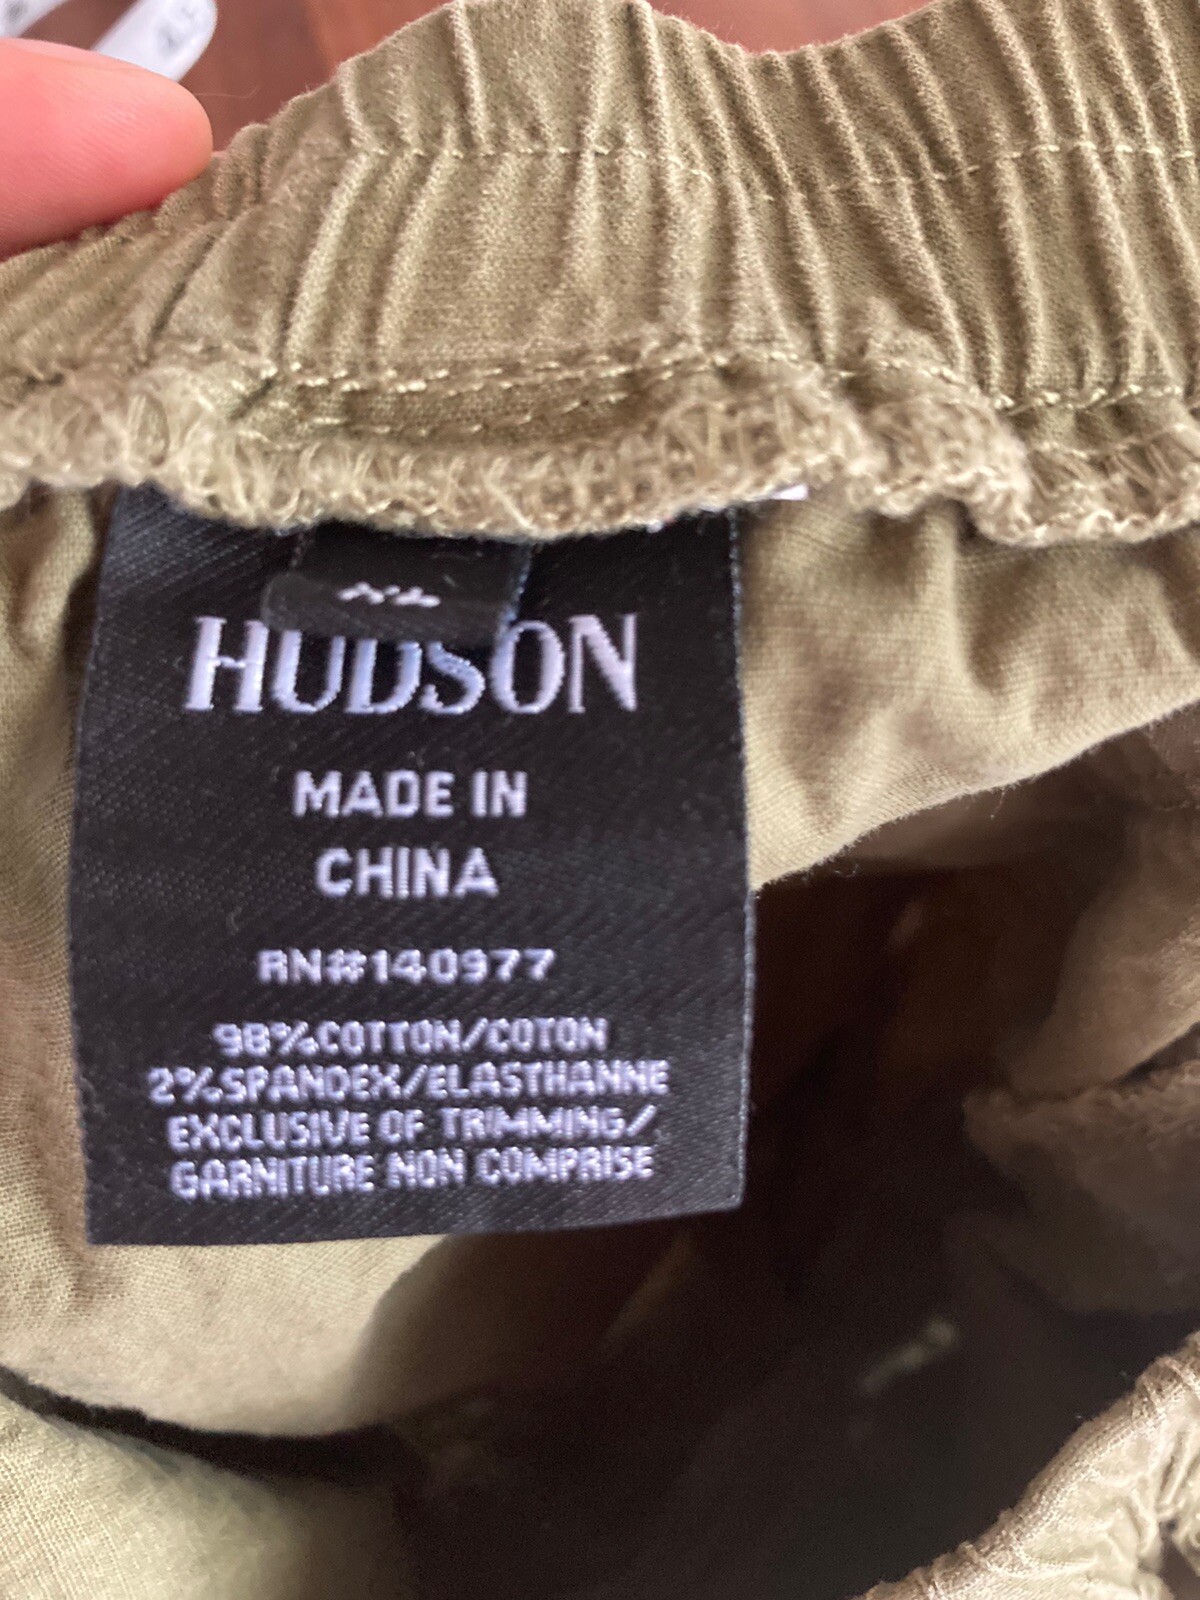 HUDSON
MADE IN
CHINA
RN#140977
98%COTTON/COTON
2%SPANDEX/ELASTHANNE
EXCLUSIVE OF TRIMMING/
GARNITURE NON COMPRISE